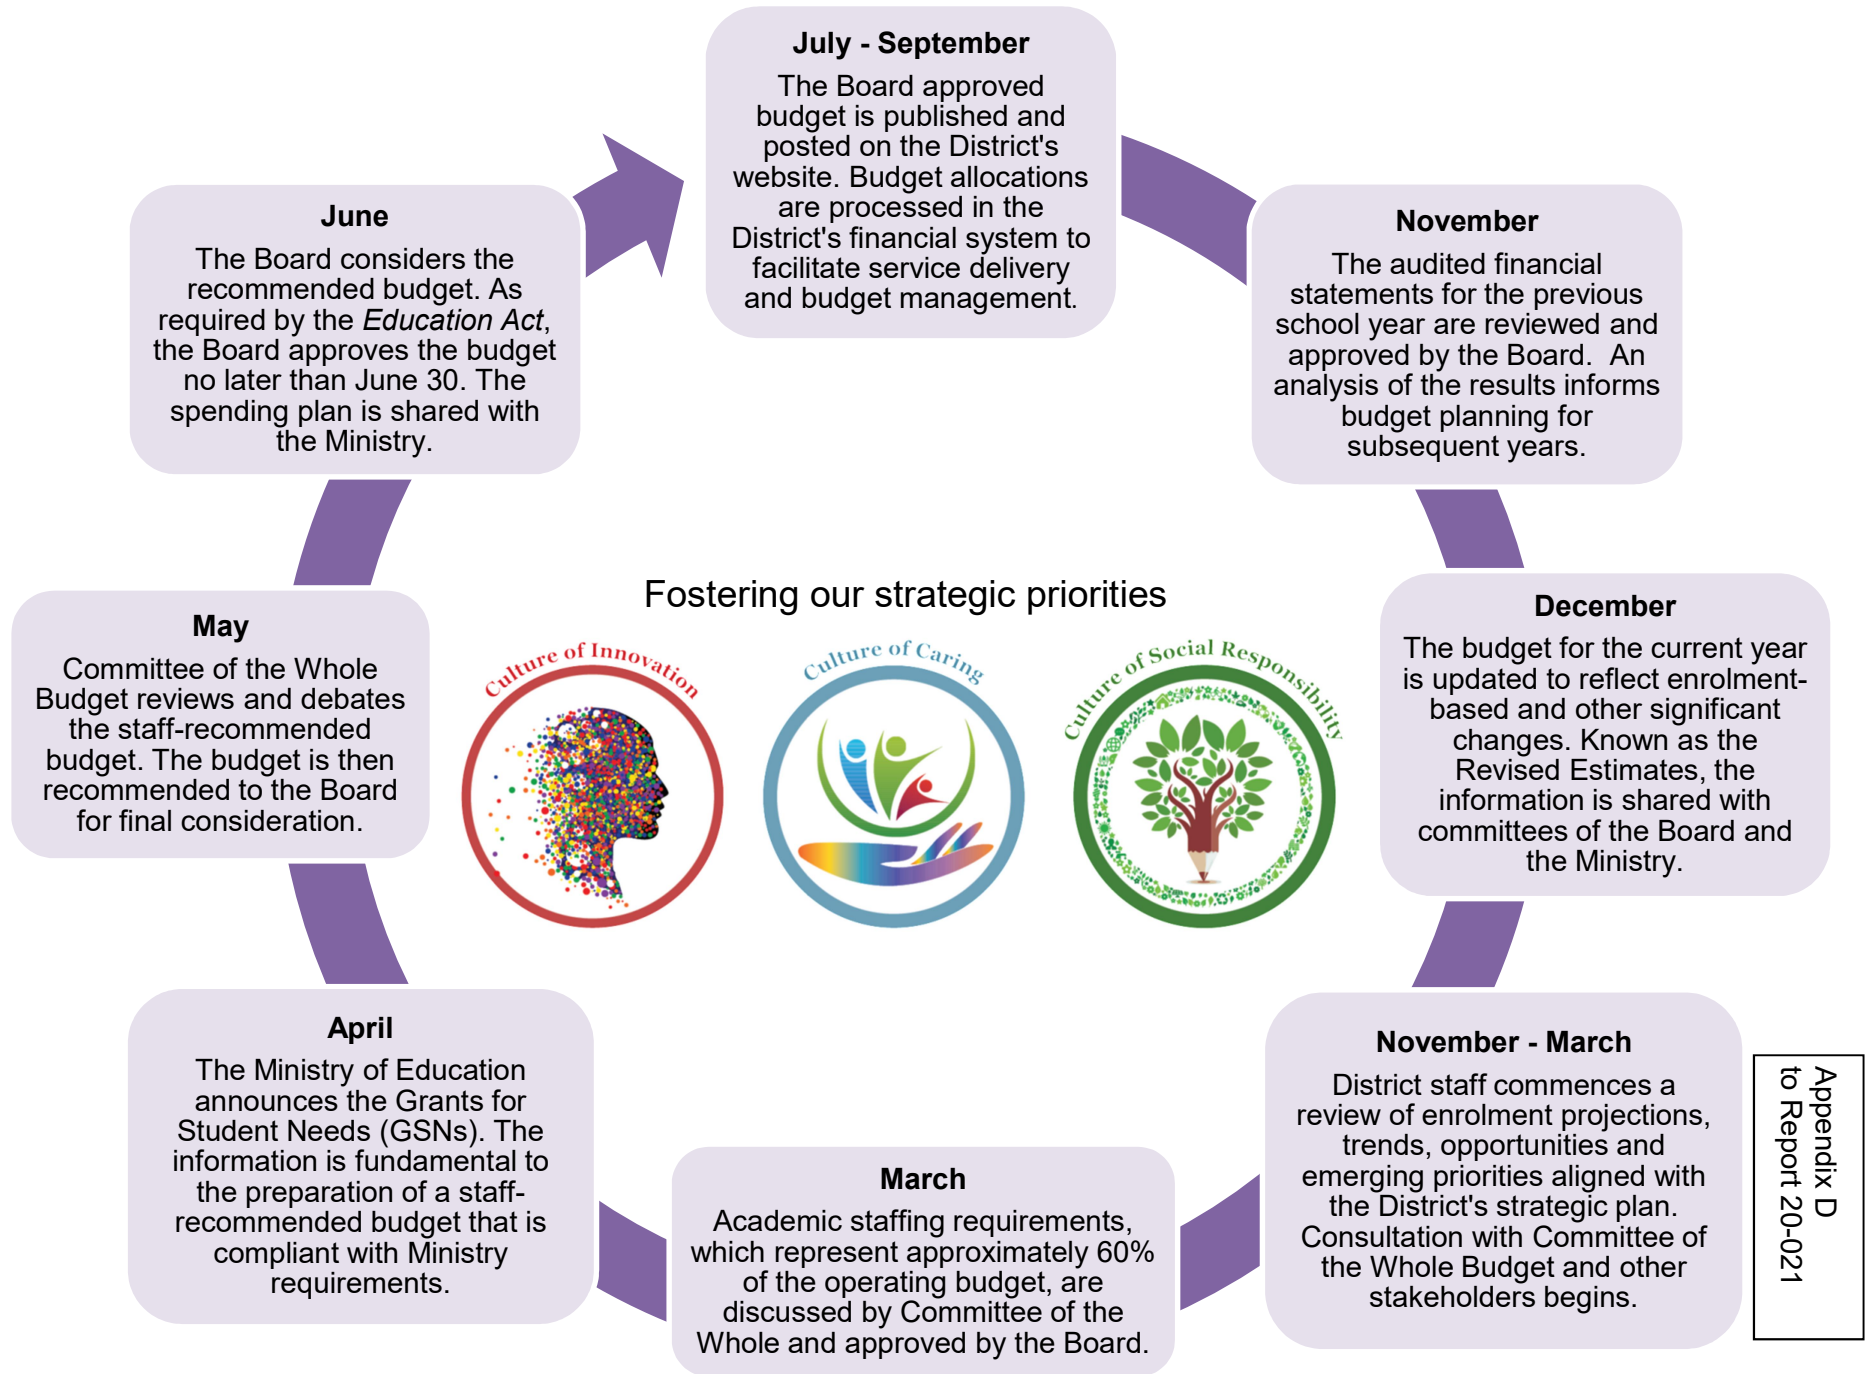 July - September
The Board approved
budget is published and
posted on the District's
website. Budget allocations
are processed in the
District's financial system to
facilitate service delivery
and budget management.
November
The audited financial
statements for the previous
school year are reviewed and
approved by the Board.  An
analysis of the results informs
budget planning for
subsequent years.
December
The budget for the current year
is updated to reflect enrolment-
based and other significant
changes. Known as the
Revised Estimates, the
information is shared with
committees of the Board and
the Ministry.
November - March
District staff commences a
review of enrolment projections,
trends, opportunities and
emerging priorities aligned with
the District's strategic plan.
Consultation with Committee of
the Whole Budget and other
stakeholders begins.
March
Academic staffing requirements,
which represent approximately 60%
of the operating budget, are
discussed by Committee of the
Whole and approved by the Board.
April
The Ministry of Education
announces the Grants for
Student Needs (GSNs). The
information is fundamental to
the preparation of a staff-
recommended budget that is
compliant with Ministry
requirements.
May
Committee of the Whole
Budget reviews and debates
the staff-recommended
budget. The budget is then
recommended to the Board
for final consideration.
June
The Board considers the
recommended budget. As
required by the Education Act,
the Board approves the budget
no later than June 30. The
spending plan is shared with
the Ministry.
Fostering our strategic priorities
Culture of Innovation
Culture of Caring
Culture of Social Responsibility
Appendix D
to Report 20-021